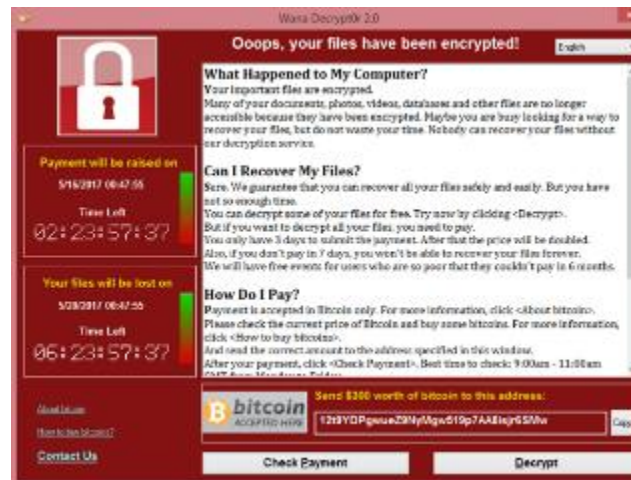 Wana Decrypt0r 2.0
Ooops, your files have been encrypted!
English
What Happened to My Computer?
Your important files are encrypted.
Many of your documents, photos, videos, databases and other files are no longer
accessible because they have been encrypted. Maybe you are busy looking for a way to
recover your files, but do not waste your time. Nobody can recover your files without
our decryption service.
Can I Recover My Files?
Sure. We guarantee that you can recover all your files safely and easily. But you have
not so enough time.
You can decrypt some of your files for free. Try now by clicking <Decrypt>.
But if you want to decrypt all your files, you need to pay.
You only have 3 days to submit the payment. After that the price will be doubled.
Also, if you don't pay in 7 days, you won't be able to recover your files forever.
We will have free events for users who are so poor that they couldn't pay in 6 months.
How Do I Pay?
Payment is accepted in Bitcoin only. For more information, click <About bitcoin>.
Please check the current price of Bitcoin and buy some bitcoins. For more information,
click <How to buy bitcoins>.
And send the correct amount to the address specified in this window.
After your payment, click <Check Payment>. Best time to check: 9:00am - 11:00am
GMT from Monday to Friday.
Payment will be raised on
5/16/2017 00:47:55
Time Left
02:23:57:37
Your files will be lost on
5/20/2017 00:47:55
Time Left
06:23:57:37
About bitcoin
How to buy bitcoins?
Contact Us
bitcoin
ACCEPTED HERE
Send $300 worth of bitcoin to this address:
Copy
Check Payment
Decrypt